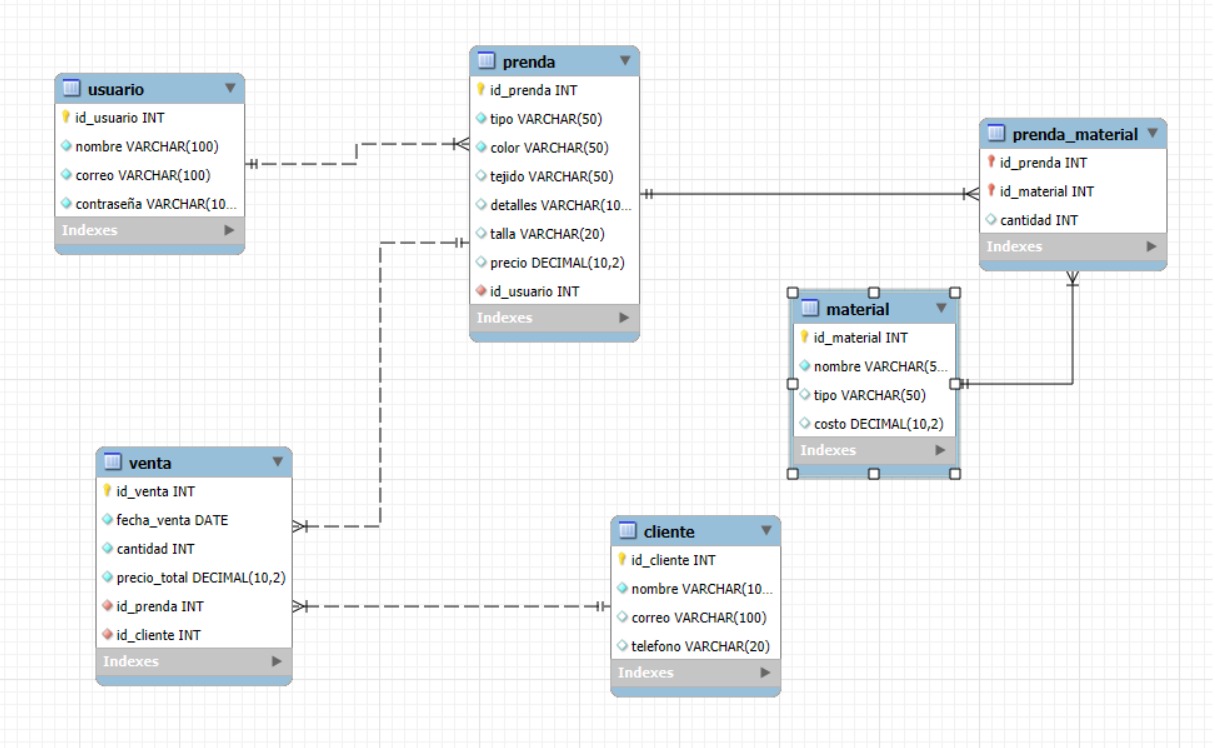 usuario
id_usuario INT
nombre VARCHAR(100)
correo VARCHAR(100)
contraseña VARCHAR(10...
Indexes
prenda
id_prenda INT
tipo VARCHAR(50)
color VARCHAR(50)
tejido VARCHAR(50)
detalles VARCHAR(10...
talla VARCHAR(20)
precio DECIMAL(10,2)
id_usuario INT
Indexes
prenda_material
id_prenda INT
id_material INT
cantidad INT
Indexes
material
id_material INT
nombre VARCHAR(5...
tipo VARCHAR(50)
costo DECIMAL(10,2)
Indexes
venta
id_venta INT
fecha_venta DATE
cantidad INT
precio_total DECIMAL(10,2)
id_prenda INT
id_cliente INT
Indexes
cliente
id_cliente INT
nombre VARCHAR(10...
correo VARCHAR(100)
telefono VARCHAR(20)
Indexes